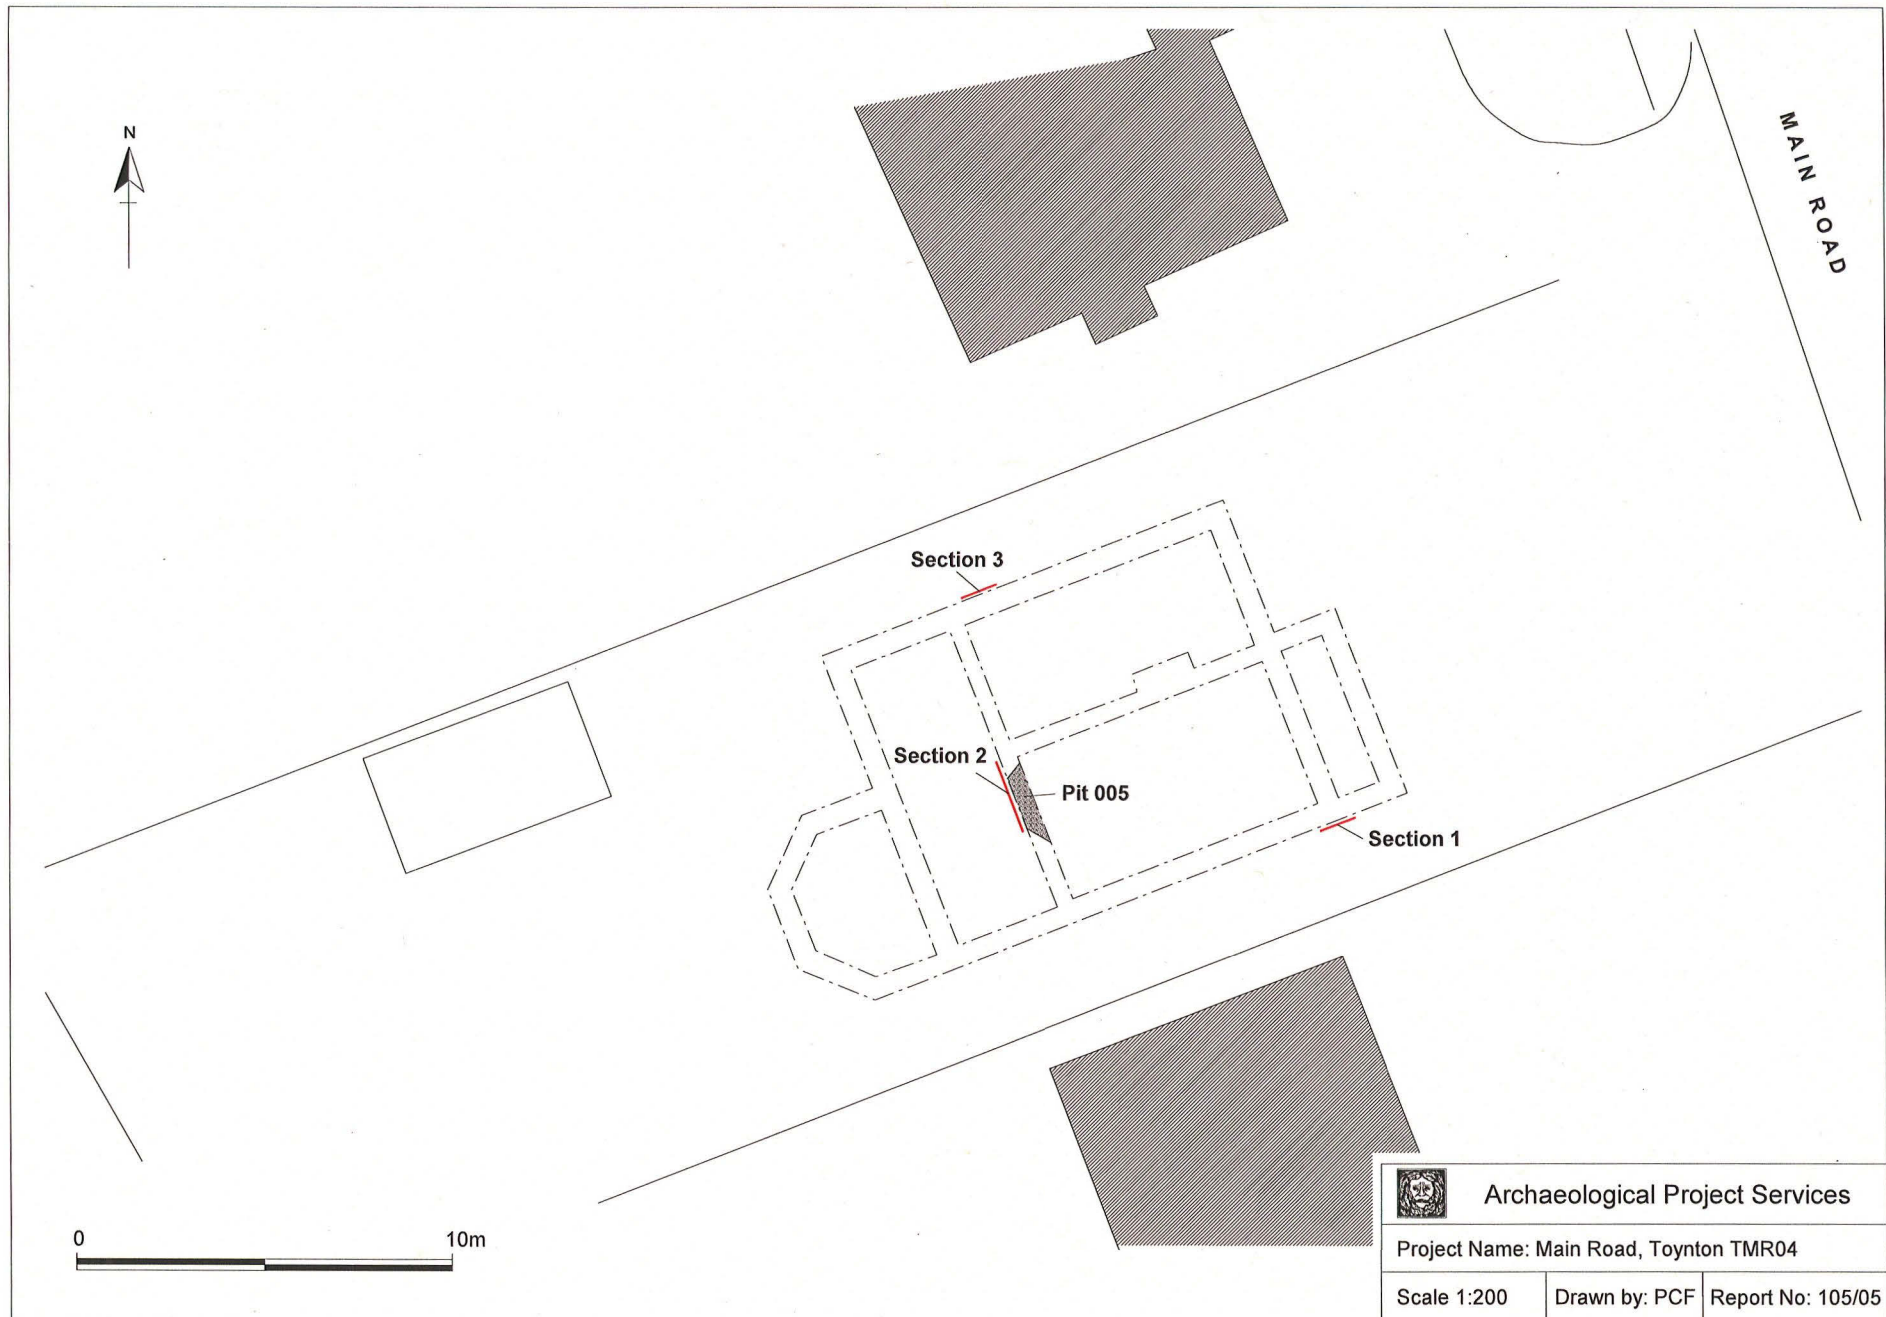 N
MAIN ROAD
Section 3
Section 2
Pit 005
Section 1
0 10m
Archaeological Project Services
Project Name: Main Road, Toynton TMR04
Scale 1:200
Drawn by: PCF
Report No: 105/05